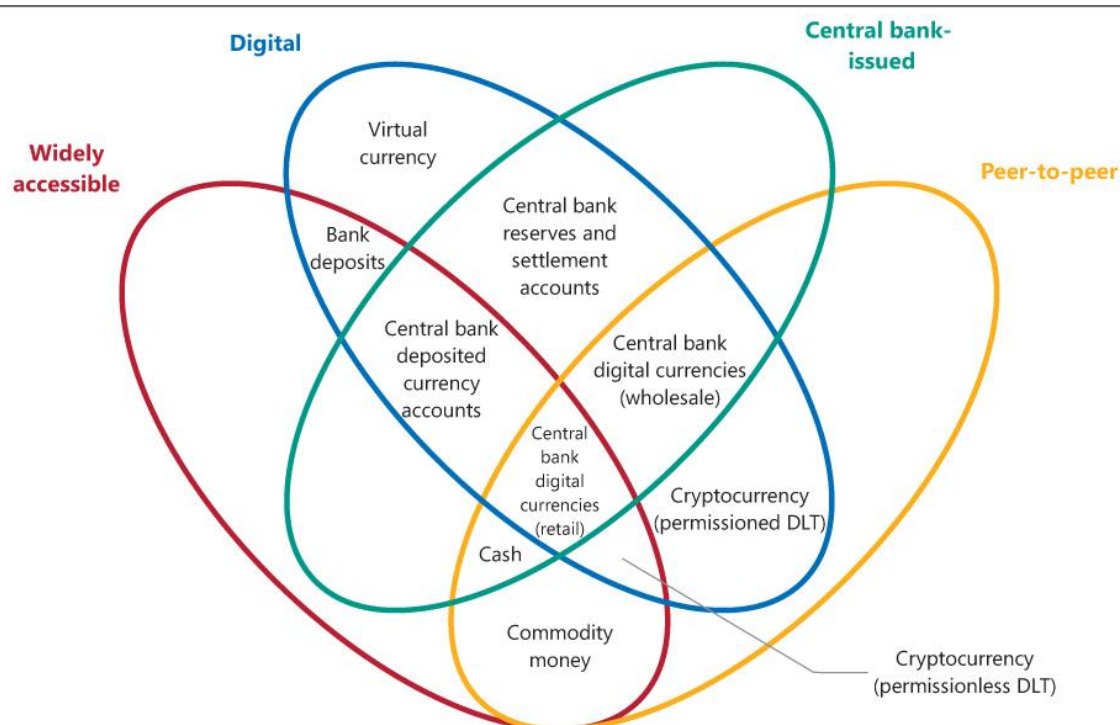 Digital
Central bank-
issued
Widely
accessible
Peer-to-peer
Virtual
currency
Bank
deposits
Central bank
reserves and
settlement
accounts
Central bank
deposited
currency
accounts
Central bank
digital currencies
(wholesale)
Central
bank
digital
currencies
(retail)
Cryptocurrency
(permissioned DLT)
Cash
Commodity
money
Cryptocurrency
(permissionless DLT)